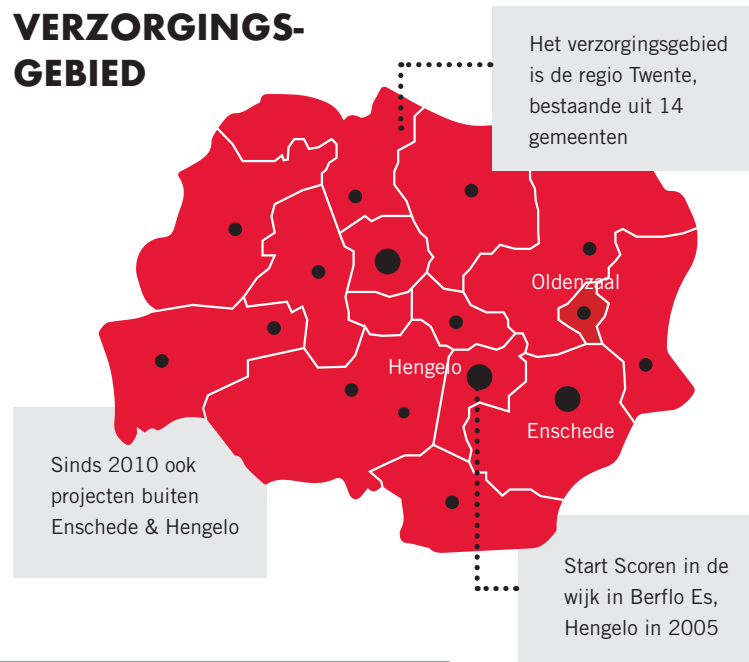 VERZORGINGS-
GEBIED
Het verzorgingsgebied
is de regio Twente,
bestaande uit 14
gemeenten
Oldenzaal
Hengelo
Enschede
Sinds 2010 ook
projecten buiten
Enschede & Hengelo
Start Scoren in de
wijk in Berflo Es,
Hengelo in 2005